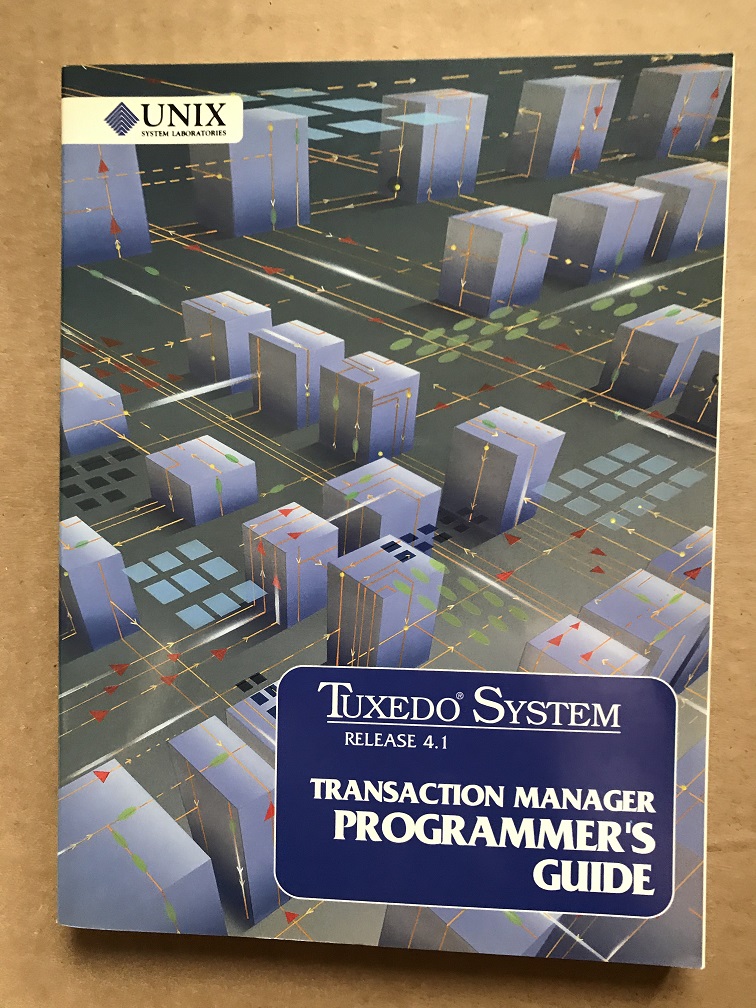 UNIX
SYSTEM LABORATORIES
TUXEDO® SYSTEM
RELEASE 4.1
TRANSACTION MANAGER
PROGRAMMER'S
GUIDE